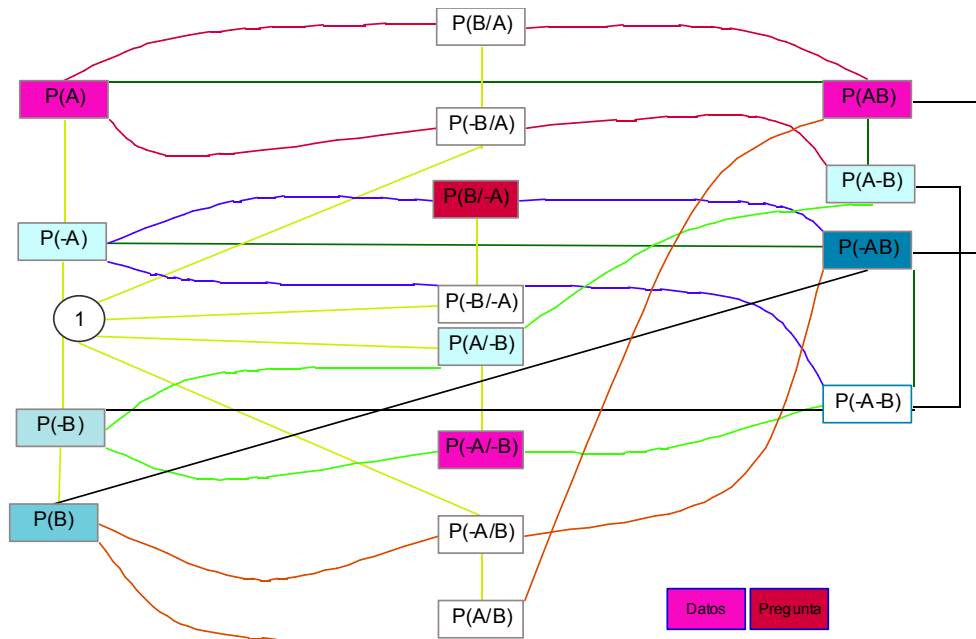 P(B/A)
P(A)
P(AB)
P(-B/A)
P(A-B)
P(B/-A)
P(-A)
P(-AB)
P(-B/-A)
1
P(A/-B)
P(-A-B)
P(-B)
P(-A/-B)
P(B)
P(-A/B)
P(A/B)
Datos
Pregunta